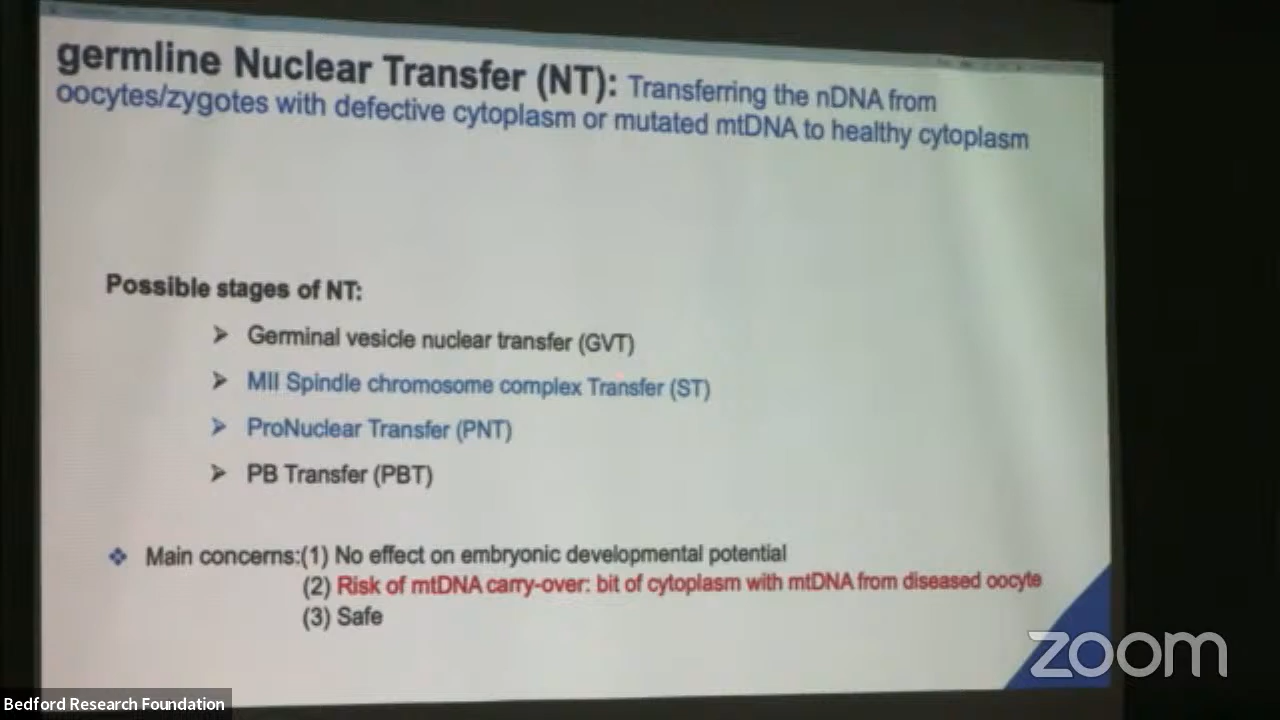 germline Nuclear Transfer (NT): Transferring the nDNA from
oocytes/zygotes with defective cytoplasm or mutated mtDNA to healthy cytoplasm
Possible stages of NT:
➢ Germinal vesicle nuclear transfer (GVT)
➢ MII Spindle chromosome complex Transfer (ST)
➢ ProNuclear Transfer (PNT)
➢ PB Transfer (PBT)
❖ Main concerns:(1) No effect on embryonic developmental potential
(2) Risk of mtDNA carry-over: bit of cytoplasm with mtDNA from diseased oocyte
(3) Safe
zoom
Bedford Research Foundation